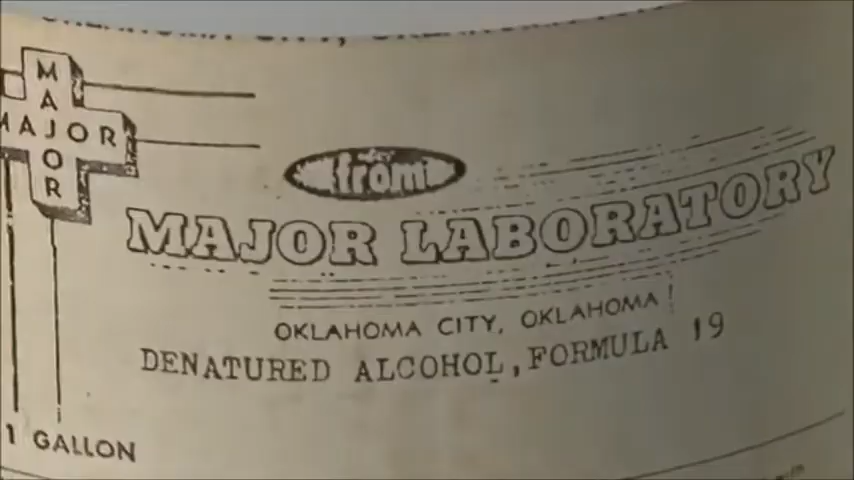 MAJOR
MAJOR
from
MAJOR LABORATORY
OKLAHOMA CITY, OKLAHOMA
DENATURED ALCOHOL, FORMULA 19
1 GALLON